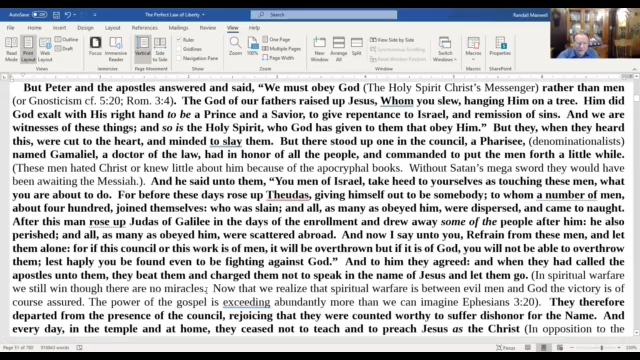 AutoSave Off The Perfect Law of Liberty Search Randall Maxwell
File Home Insert Draw Design Layout References Mailings Review View Help Share Comments
Read Mode Print Layout Web Layout Outline Draft Vertical Side to Side Ruler Gridlines Navigation Pane Zoom 100% One Page Multiple Pages Page Width New Window Arrange All Split View Side by Side Synchronous Scrolling Switch Windows Macros Properties
Views Page Movement Show Zoom Window Macros SharePoint
But Peter and the apostles answered and said, “We must obey God (The Holy Spirit Christ's Messenger) rather than men
(or Gnosticism cf. 5:20; Rom. 3:4). The God of our fathers raised up Jesus, Whom you slew, hanging Him on a tree. Him did
God exalt with His right hand to be a Prince and a Savior, to give repentance to Israel, and remission of sins. And we are
witnesses of these things; and so is the Holy Spirit, who God has given to them that obey Him.” But they, when they heard
this, were cut to the heart, and minded to slay them. But there stood up one in the council, a Pharisee, (denominationalists)
named Gamaliel, a doctor of the law, had in honor of all the people, and commanded to put the men forth a little while.
(These men hated Christ or knew little about him because of the apocryphal books. Without Satan's mega sword they would
have been awaiting the Messiah.) And he said unto them, “You men of Israel, take heed to yourselves as touching these men, what
you are about to do. For before these days rose up Theudas, giving himself out to be somebody; to whom a number of men,
about four hundred, joined themselves: who was slain; and all, as many as obeyed him, were dispersed, and came to naught.
After this man rose up Judas of Galilee in the days of the enrollment and drew away some of the people after him: he also
perished; and all, as many as obeyed him, were scattered abroad. And now I say unto you, Refrain from these men, and let
them alone: for if this council or this work is of men, it will be overthrown but if it is of God, you will not be able to overthrow
them; lest haply you be found even to be fighting against God.” And to him they agreed: and when they had called the
apostles unto them, they beat them and charged them not to speak in the name of Jesus and let them go. (In spiritual warfare
we still win though there are no miracles. Now that we realize that spiritual warfare is between evil men and God the victory is of
course assured. The power of the gospel is exceeding abundantly more than we can imagine Ephesians 3:20). They therefore
departed from the presence of the council, rejoicing that they were counted worthy to suffer dishonor for the Name. And
every day, in the temple and at home, they ceased not to teach and to preach Jesus as the Christ (In opposition to the